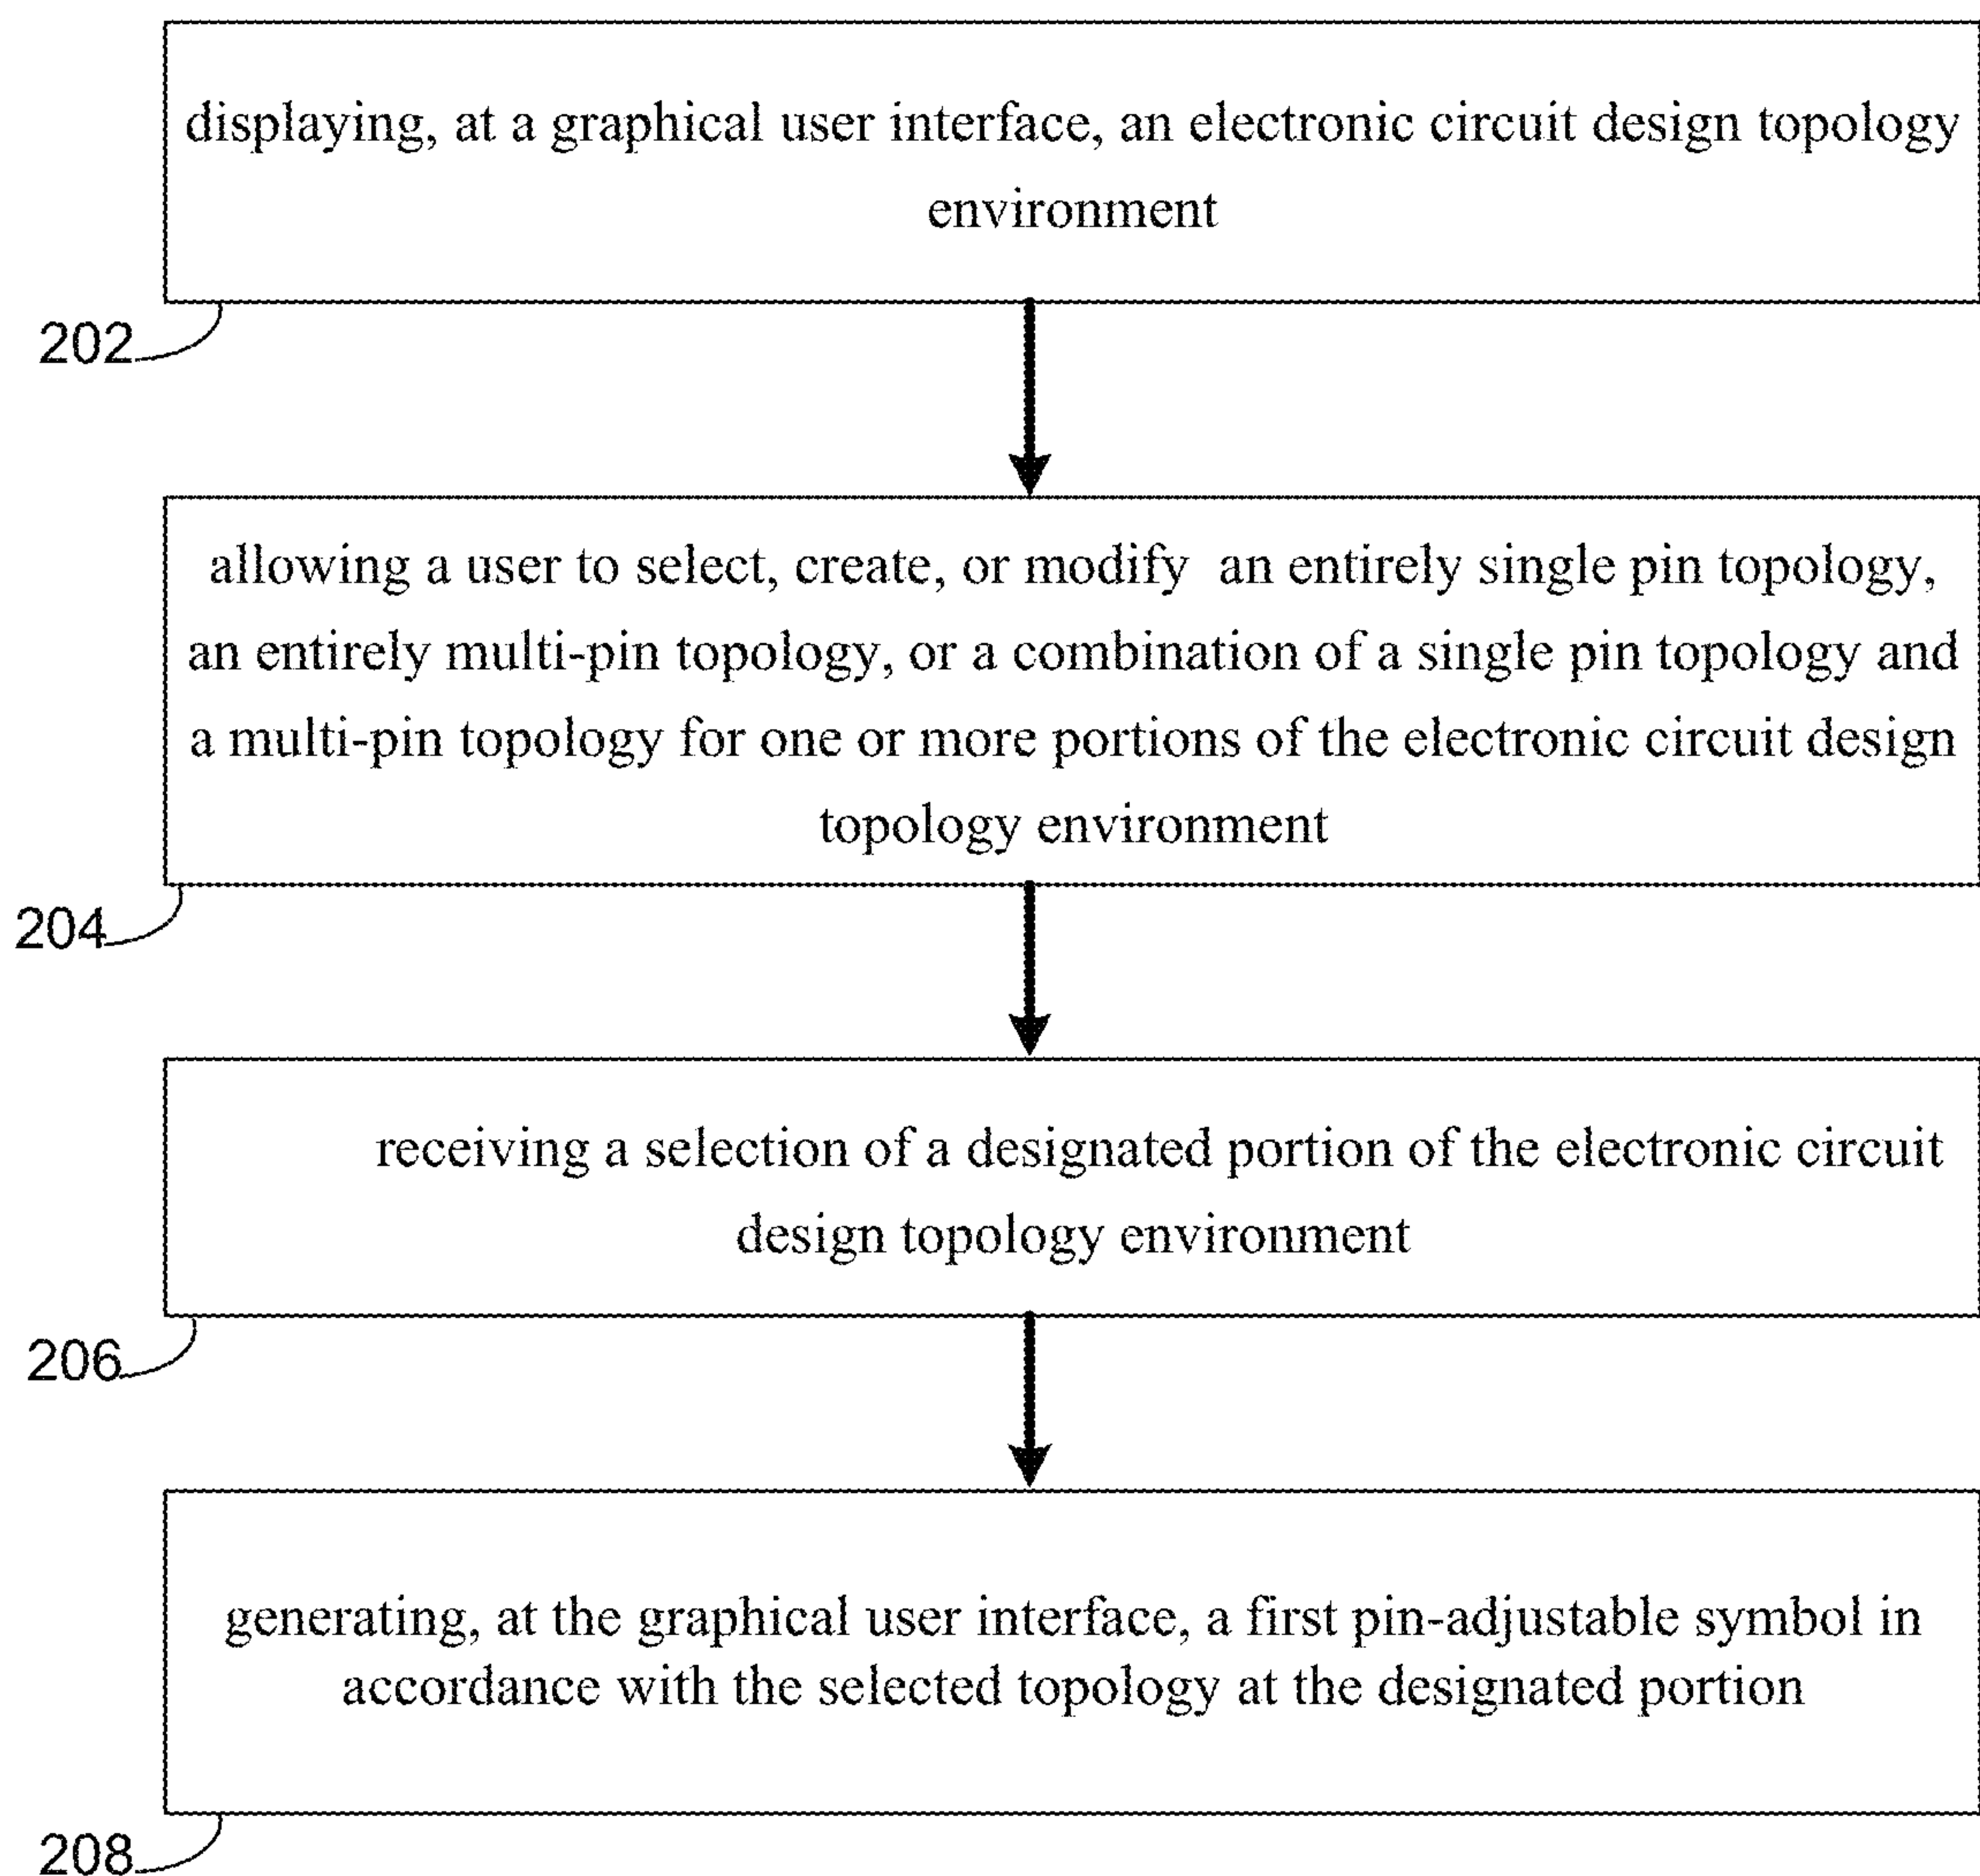 displaying, at a graphical user interface, an electronic circuit design topology
environment
202
allowing a user to select, create, or modify an entirely single pin topology,
an entirely multi-pin topology, or a combination of a single pin topology and
a multi-pin topology for one or more portions of the electronic circuit design
topology environment
204
receiving a selection of a designated portion of the electronic circuit
design topology environment
206
generating, at the graphical user interface, a first pin-adjustable symbol in
accordance with the selected topology at the designated portion
208